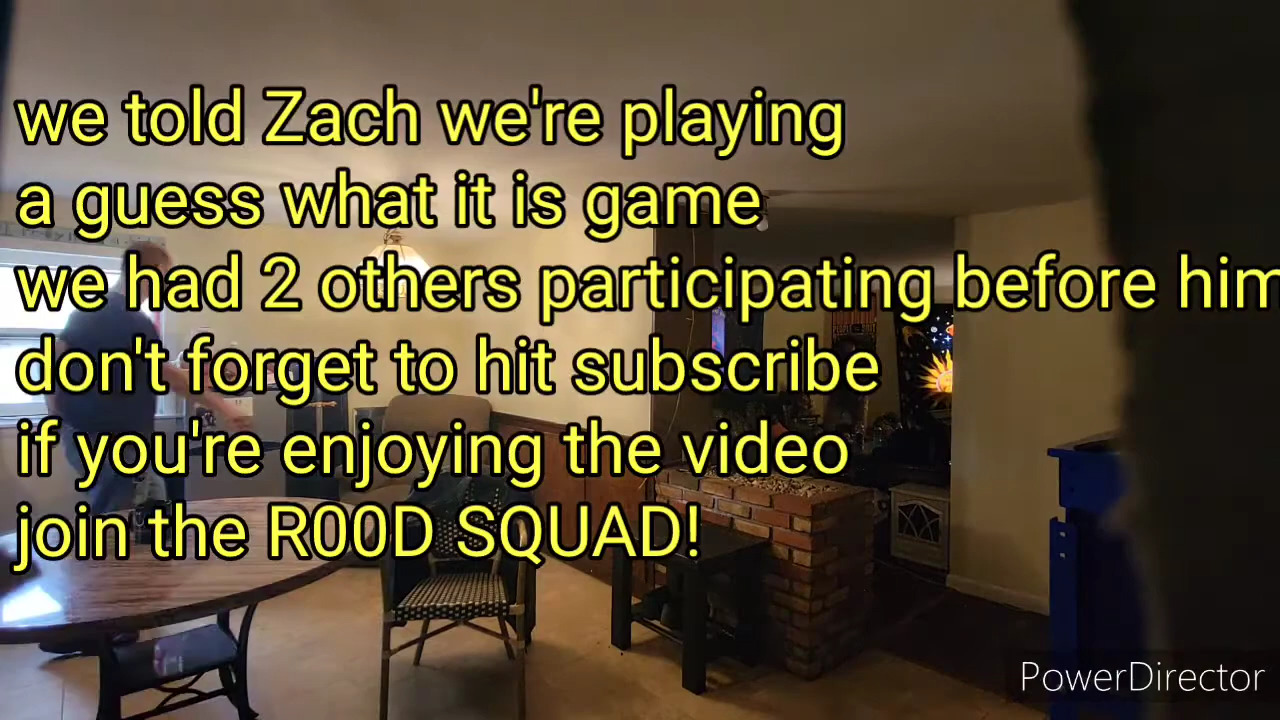 we told Zach we're playing
a guess what it is game
we had 2 others participating before him
don't forget to hit subscribe
if you're enjoying the video
join the R00D SQUAD!
PowerDirector